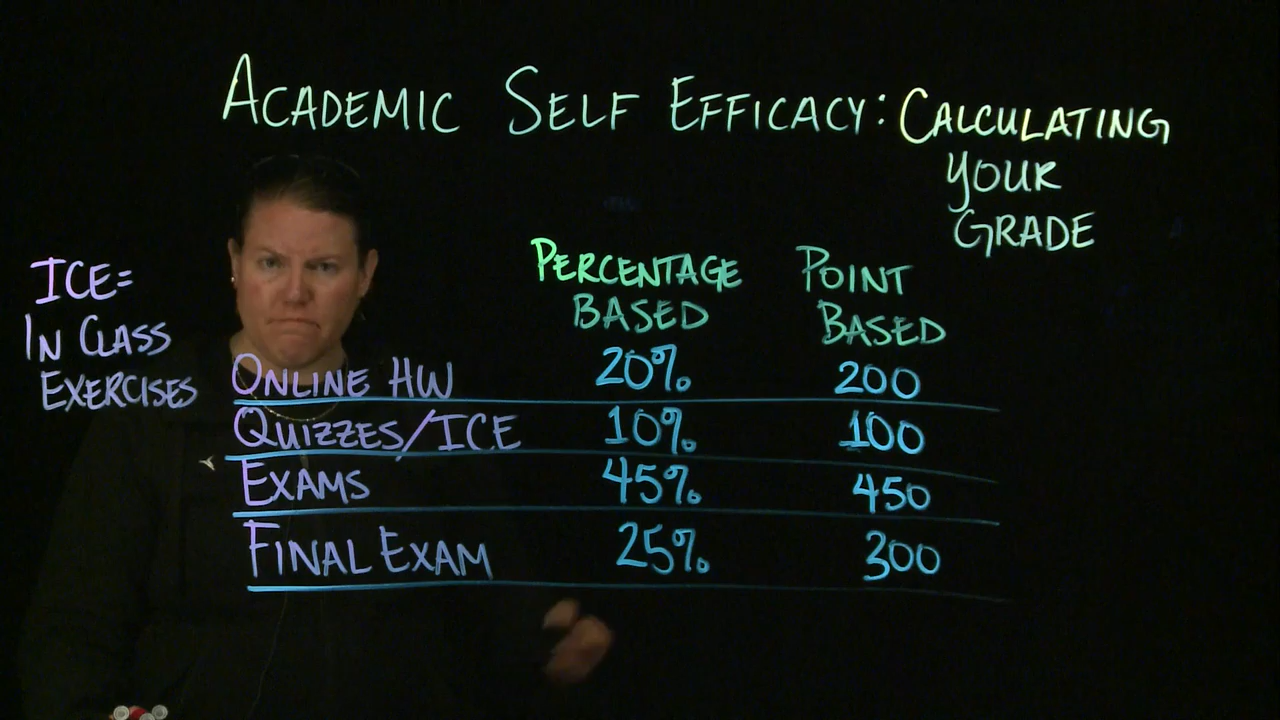 ACADEMIC SELF EFFICACY: CALCULATING
YOUR
GRADE
ICE=
IN CLASS
EXERCISES
PERCENTAGE BASED
POINT BASED
ONLINE HW 20% 200
QUIZZES/ICE 10% 100
EXAMS 45% 450
FINAL EXAM 25% 300